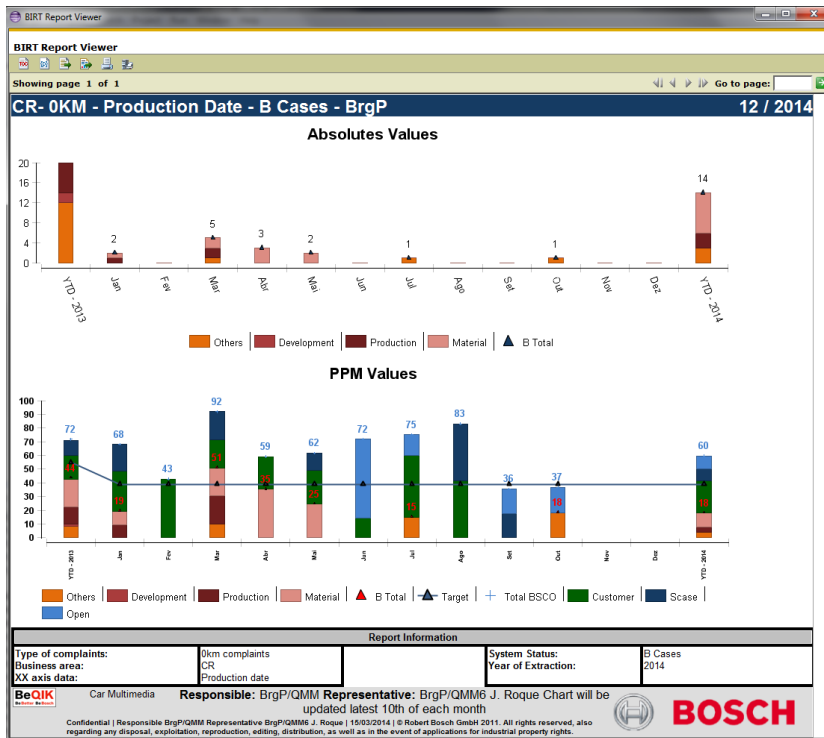 BIRT Report Viewer
BIRT Report Viewer
Showing page 1 of 1
Go to page:
CR- 0KM - Production Date - B Cases - BrgP
12 / 2014
Absolutes Values
20
16
12
8
4
0
2
5
3
2
1
1
14
YTD - 2013
Jan
Fev
Mar
Abr
Mai
Jun
Jul
Ago
Set
Out
Nov
Dez
YTD - 2014
Others
Development
Production
Material
B Total
PPM Values
100
90
80
70
60
50
40
30
20
10
0
72
68
43
92
59
62
72
75
83
36
37
60
19
51
25
15
18
18
YTD - 2013
Jan
Fev
Mar
Abr
Mai
Jun
Jul
Ago
Set
Out
Nov
Dez
YTD - 2014
Others
Development
Production
Material
B Total
Target
Total BSCO
Customer
Scase
Open
Report Information
Type of complaints:
0km complaints
System Status:
B Cases
Business area:
CR
Year of Extraction:
2014
XX axis data:
Production date
BeQIK
BeBetter BeBosch
Car Multimedia
Responsible: BrgP/QMM Representative: BrgP/QMM6 J. Roque Chart will be
updated latest 10th of each month
Confidential | Responsible BrgP/QMM Representative BrgP/QMM6 J. Roque | 15/03/2014 | © Robert Bosch GmbH 2011. All rights reserved, also
regarding any disposal, exploitation, reproduction, editing, distribution, as well as in the event of applications for industrial property rights.
BOSCH